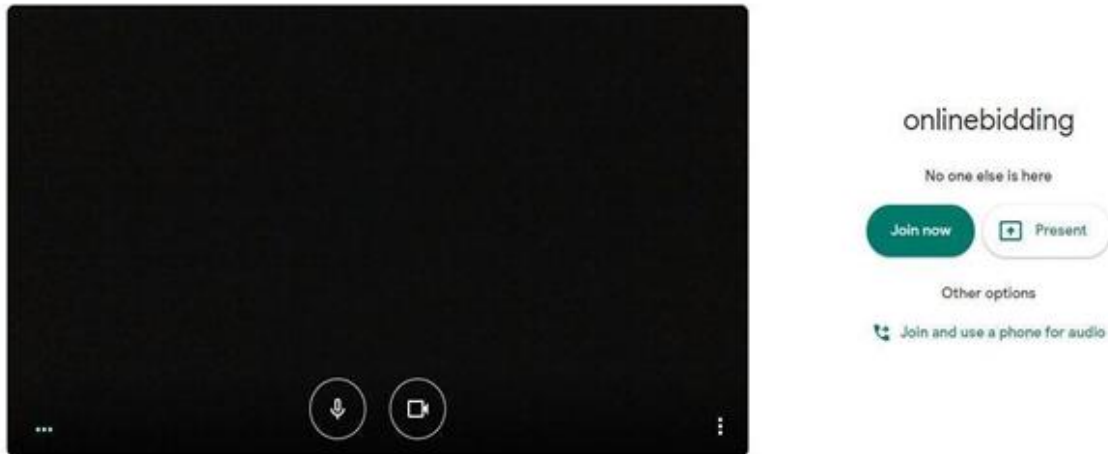 onlinebidding
No one else is here
Join now
Present
Other options
Join and use a phone for audio